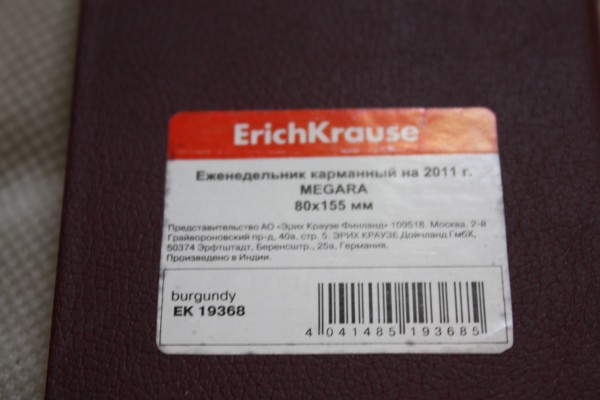 ErichKrause
Еженедельник карманный на 2011 г.
MEGARA
80x155 мм
Представительство АО «Эрих Краузе Финланд» 109518, Москва, 2-й
Грайвороновский пр-д, 40а, стр. 5. ЭРИХ КРАУЗЕ Дойчланд ГмбХ,
50374 Эрфтштадт, Беренсштр., 25а, Германия.
Произведено в Индии.
burgundy
EK 19368
4 041485 193685